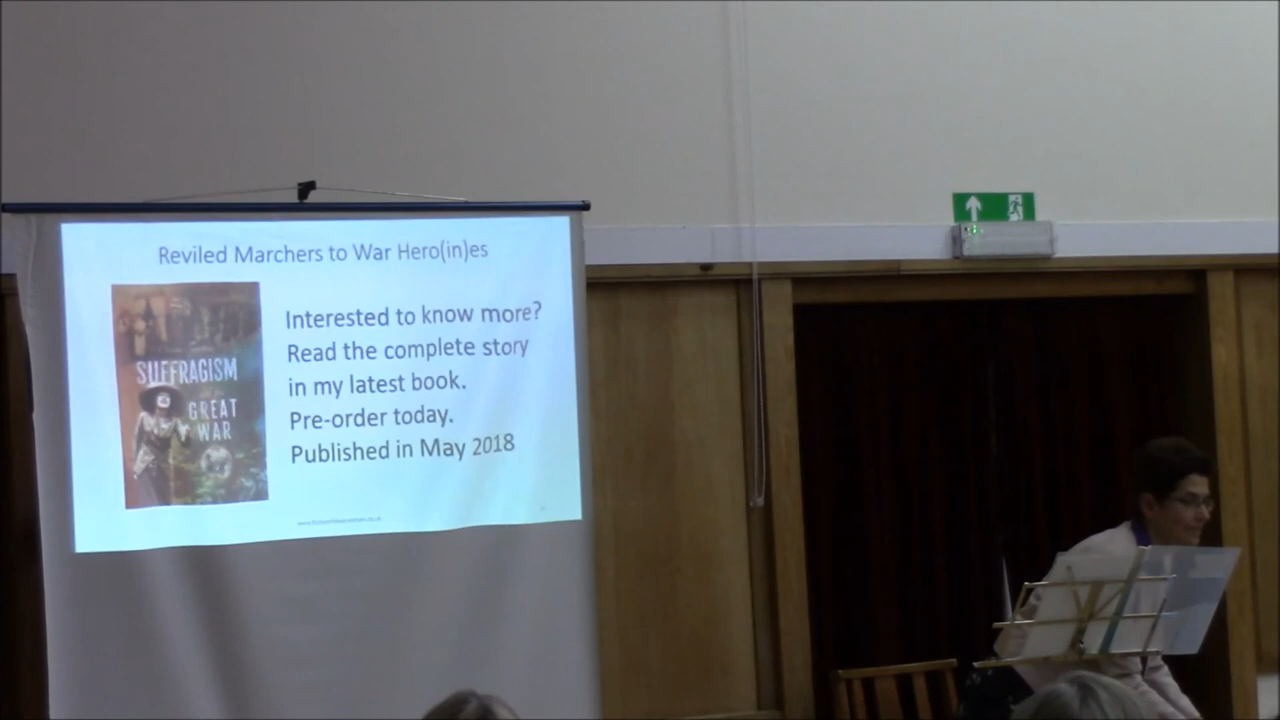 Reviled Marchers to War Hero(in)es
Interested to know more?
Read the complete story
in my latest book.
Pre-order today.
Published in May 2018
SUFFRAGISM
GREAT
WAR